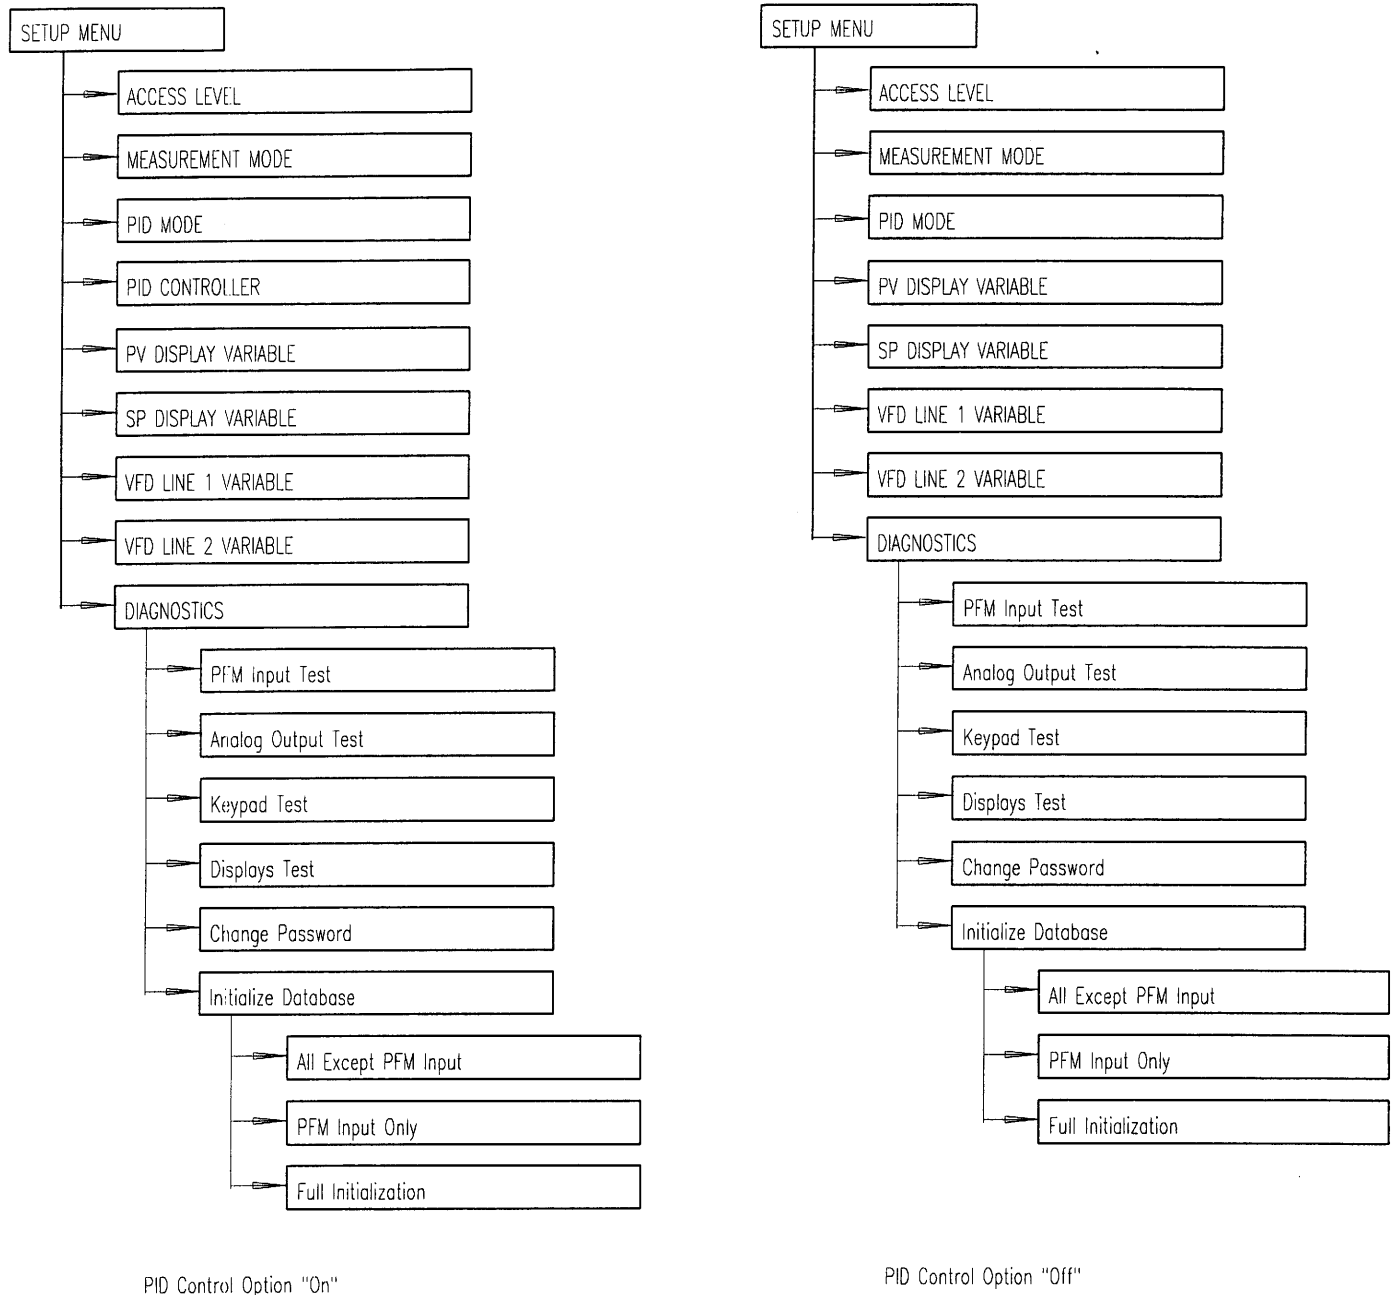 SETUP MENU
ACCESS LEVEL
MEASUREMENT MODE
PID MODE
PID CONTROLLER
PV DISPLAY VARIABLE
SP DISPLAY VARIABLE
VFD LINE 1 VARIABLE
VFD LINE 2 VARIABLE
DIAGNOSTICS
PFM Input Test
Analog Output Test
Keypad Test
Displays Test
Change Password
Initialize Database
All Except PFM Input
PFM Input Only
Full Initialization
PID Control Option "On"
SETUP MENU
ACCESS LEVEL
MEASUREMENT MODE
PID MODE
PV DISPLAY VARIABLE
SP DISPLAY VARIABLE
VFD LINE 1 VARIABLE
VFD LINE 2 VARIABLE
DIAGNOSTICS
PFM Input Test
Analog Output Test
Keypad Test
Displays Test
Change Password
Initialize Database
All Except PFM Input
PFM Input Only
Full Initialization
PID Control Option "Off"